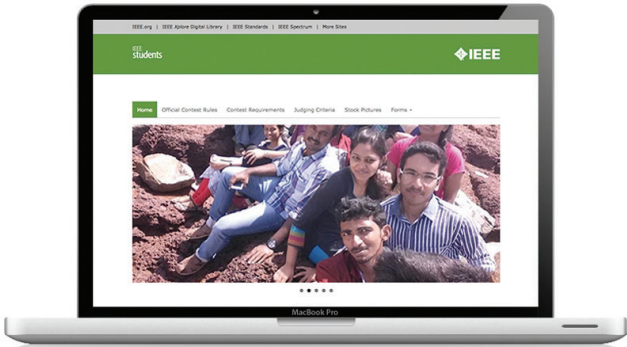 IEEE.org | IEEE Xplore Digital Library | IEEE Standards | IEEE Spectrum | More Sites
IEEE
students
IEEE
Home Official Contest Rules Contest Requirements Judging Criteria Stock Pictures Forms
MacBook Pro